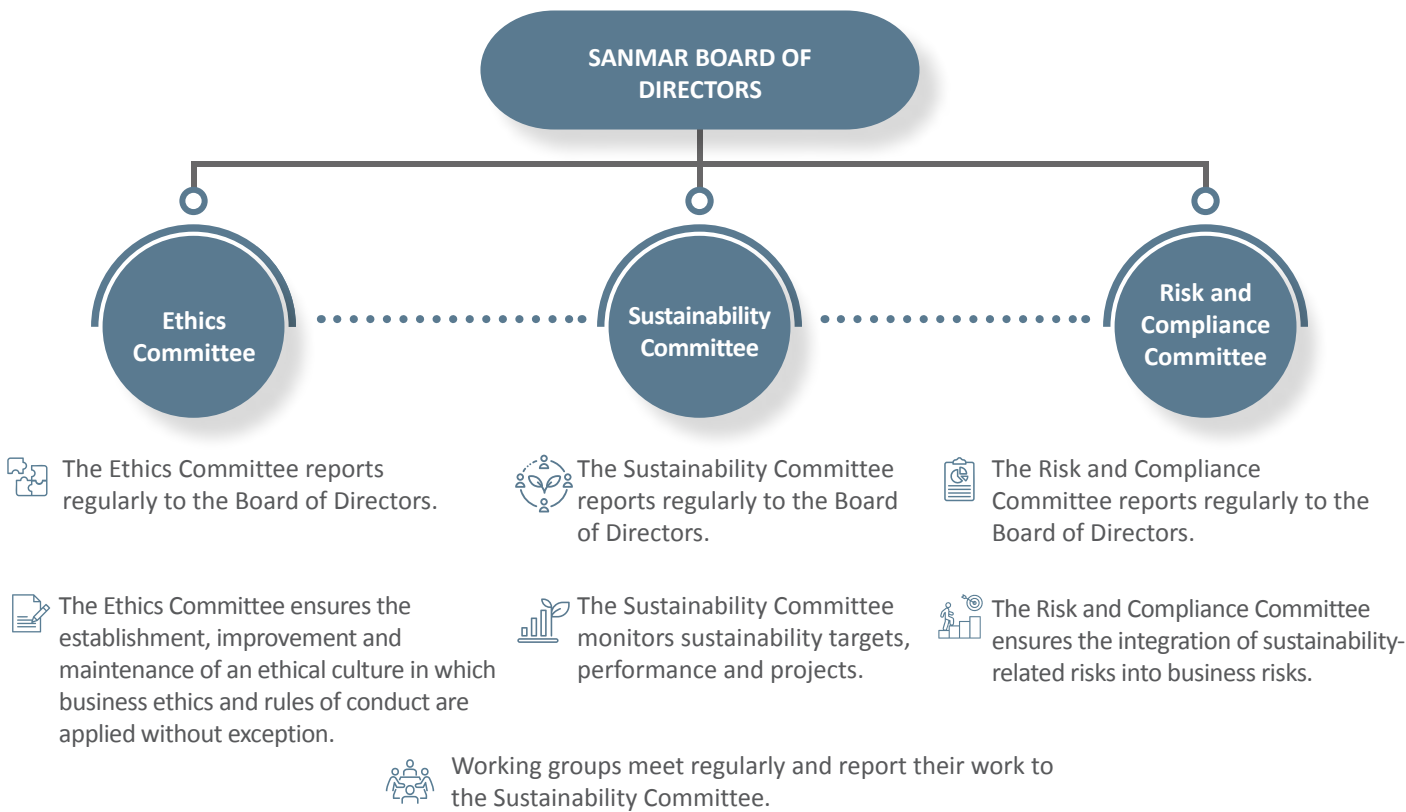 SANMAR BOARD OF
DIRECTORS
Ethics
Committee
Sustainability
Committee
Risk and
Compliance
Committee
The Ethics Committee reports
regularly to the Board of Directors.
The Sustainability Committee
reports regularly to the Board
of Directors.
The Risk and Compliance
Committee reports regularly to the
Board of Directors.
The Ethics Committee ensures the
establishment, improvement and
maintenance of an ethical culture in which
business ethics and rules of conduct are
applied without exception.
The Sustainability Committee
monitors sustainability targets,
performance and projects.
The Risk and Compliance Committee
ensures the integration of sustainability-
related risks into business risks.
Working groups meet regularly and report their work to
the Sustainability Committee.